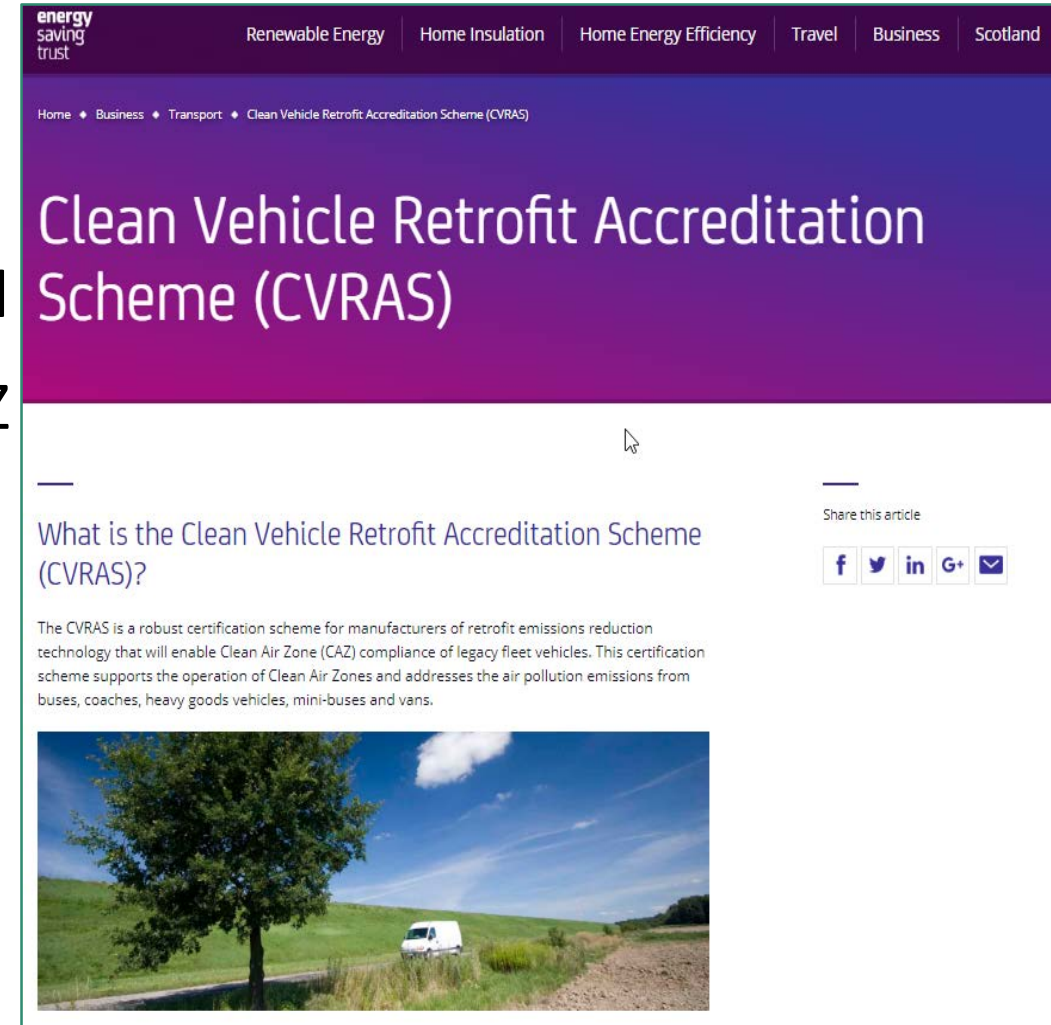 energy
saving
trust
Renewable Energy
Home Insulation
Home Energy Efficiency
Travel
Business
Scotland
Home ♦ Business ♦ Transport ♦ Clean Vehicle Retrofit Accreditation Scheme (CVRAS)
Clean Vehicle Retrofit Accreditation
Scheme (CVRAS)
What is the Clean Vehicle Retrofit Accreditation Scheme
(CVRAS)?
The CVRAS is a robust certification scheme for manufacturers of retrofit emissions reduction
technology that will enable Clean Air Zone (CAZ) compliance of legacy fleet vehicles. This certification
scheme supports the operation of Clean Air Zones and addresses the air pollution emissions from
buses, coaches, heavy goods vehicles, mini-buses and vans.
Share this article
f
in
G+